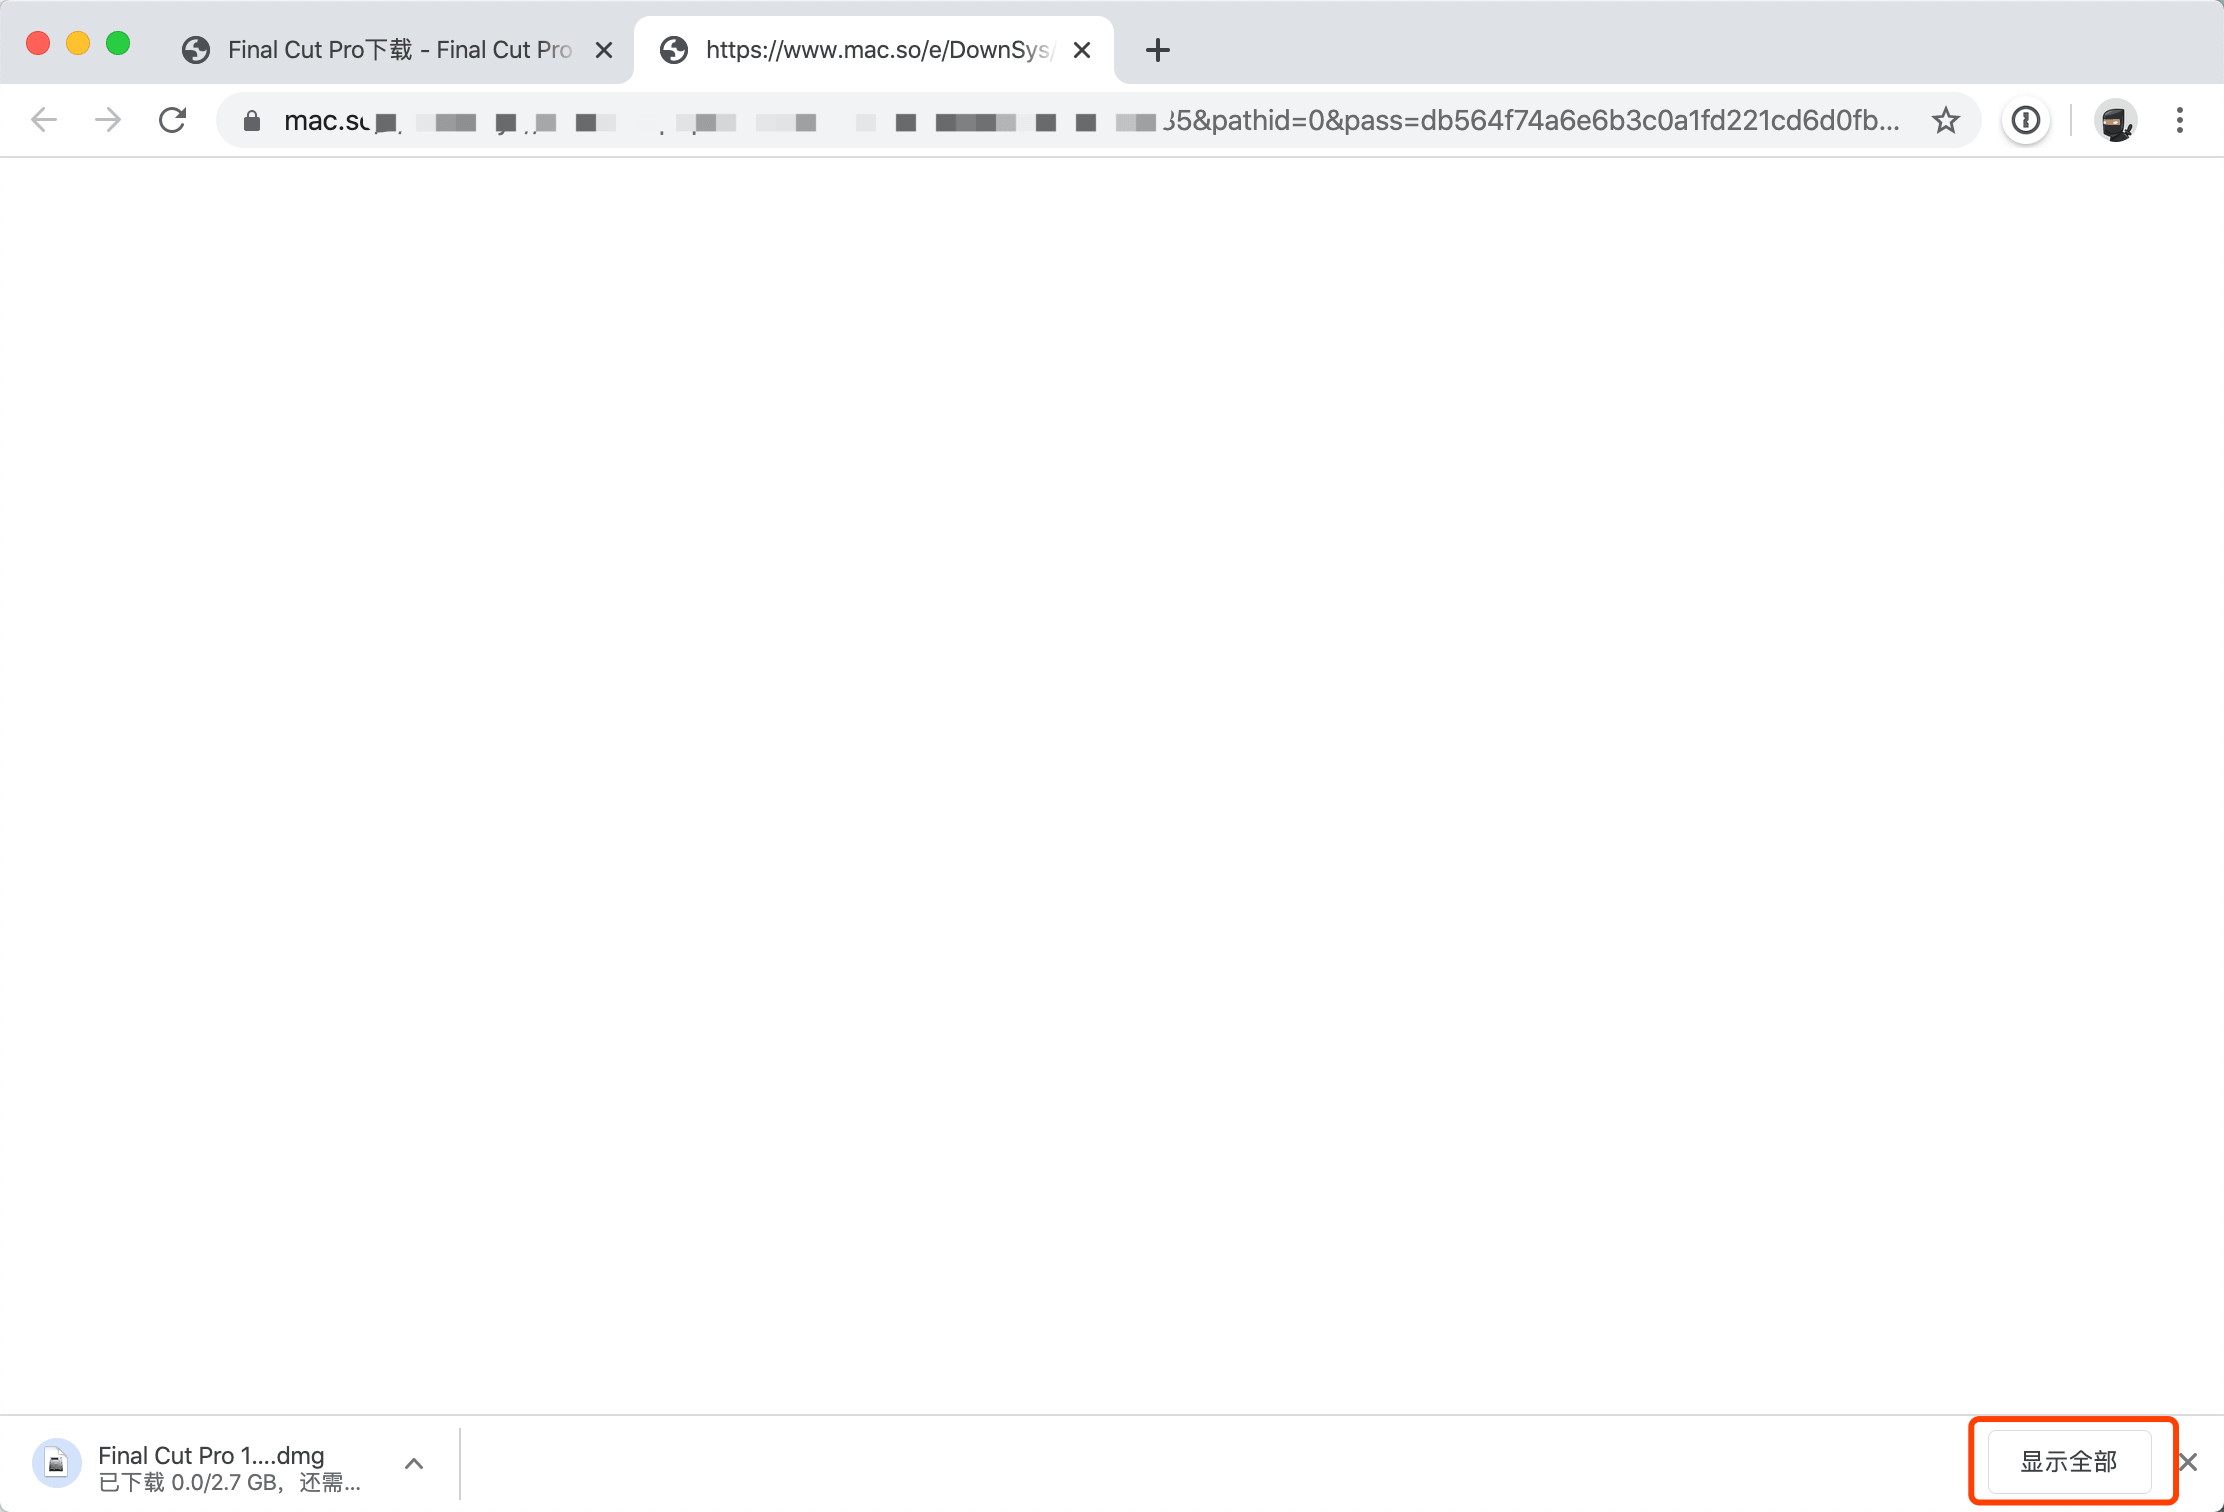 Final Cut Pro下载 - Final Cut Pro
https://www.mac.so/e/DownSys/
mac.so 35&pathid=0&pass=db564f74a6e6b3c0a1fd221cd6d0fb...
Final Cut Pro 1....dmg
已下载 0.0/2.7 GB，还需...
显示全部